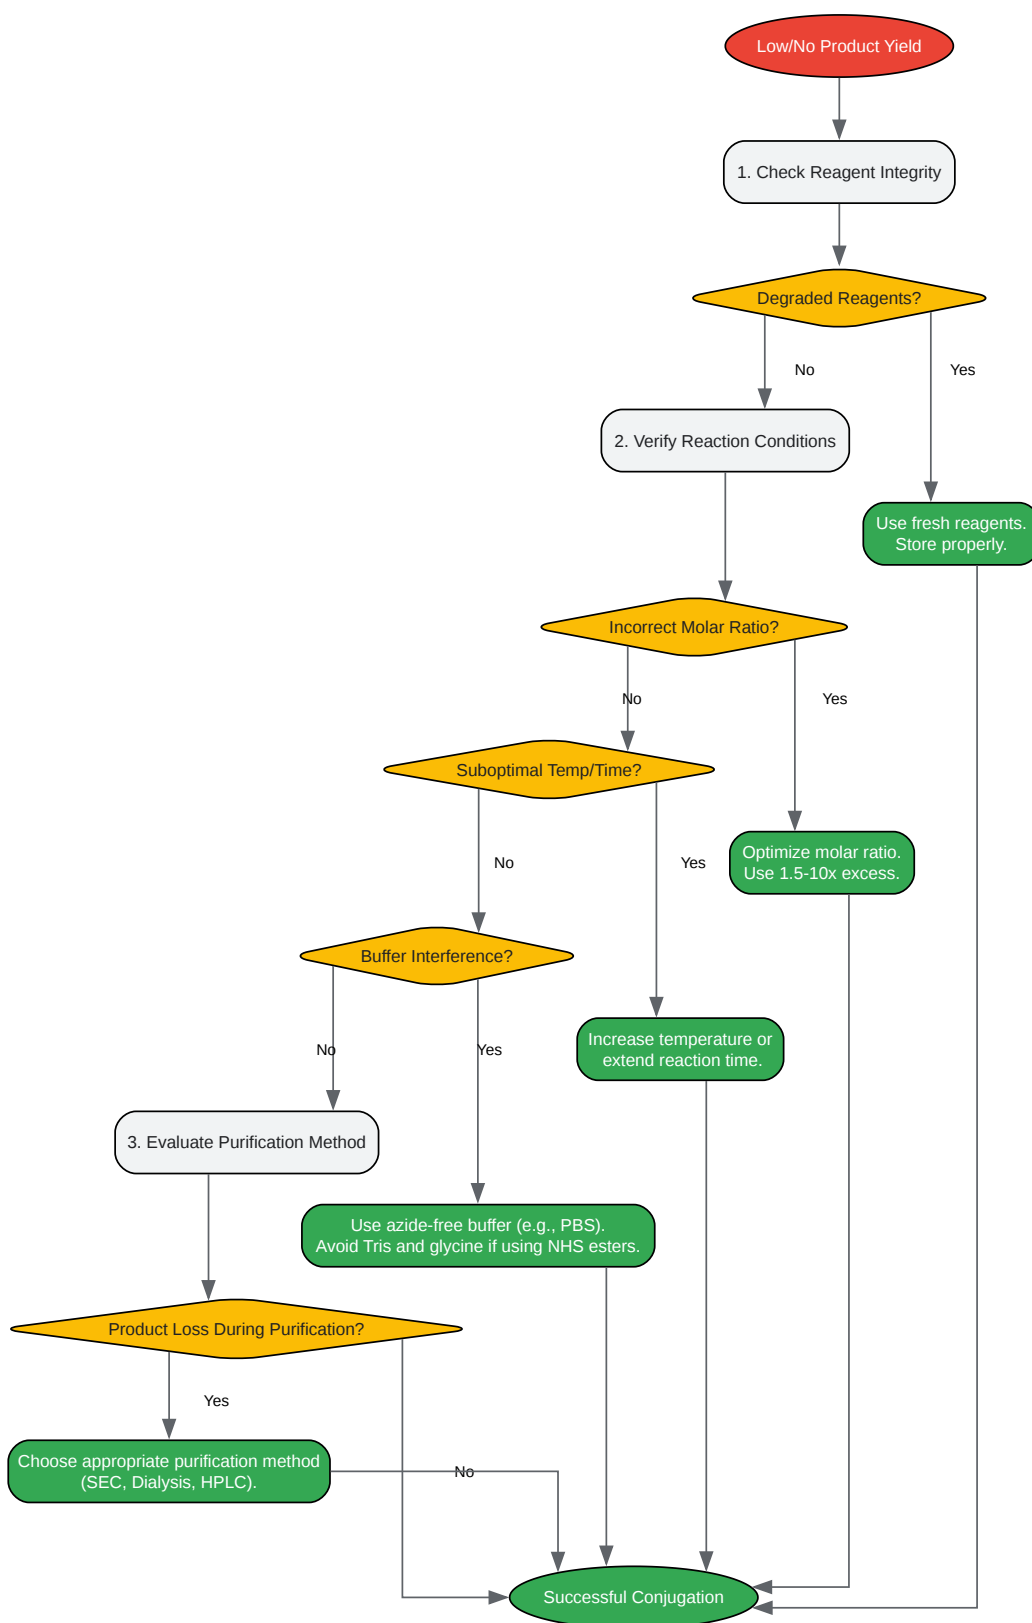 Low/No Product Yield
1. Check Reagent Integrity
Degraded Reagents?
No
Yes
2. Verify Reaction Conditions
Use fresh reagents.
Store properly.
Incorrect Molar Ratio?
No
Yes
Suboptimal Temp/Time?
No
Yes
Optimize molar ratio.
Use 1.5-10x excess.
Buffer Interference?
No
Yes
Increase temperature or
extend reaction time.
3. Evaluate Purification Method
Use azide-free buffer (e.g., PBS).
Avoid Tris and glycine if using NHS esters.
Product Loss During Purification?
Yes
Choose appropriate purification method
(SEC, Dialysis, HPLC).
No
Successful Conjugation